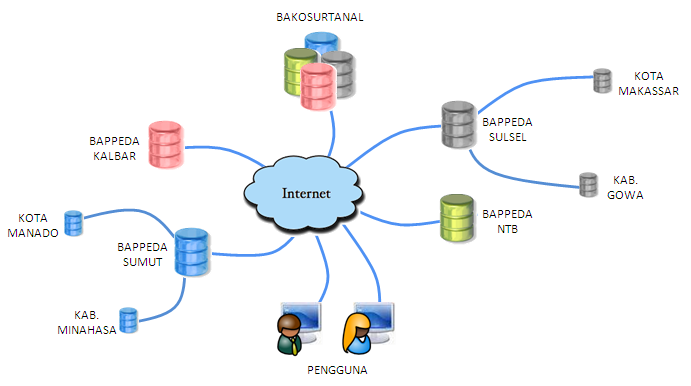 BAKOSURTANAL
KOTA
MAKASSAR
BAPPEDA
SULSEL
BAPPEDA
KALBAR
KAB.
GOWA
Internet
KOTA
MANADO
BAPPEDA
NTB
BAPPEDA
SUMUT
KAB.
MINAHASA
PENGGUNA